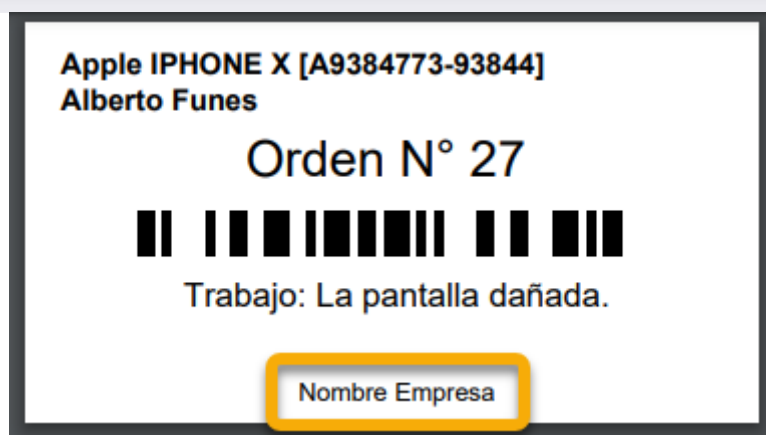 Apple IPHONE X [A9384773-93844]
Alberto Funes
Orden N° 27
Trabajo: La pantalla dañada.
Nombre Empresa